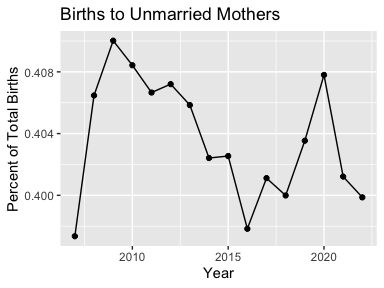 Births to Unmarried Mothers
Percent of Total Births
0.408
0.404
0.400
2010
2015
2020
Year